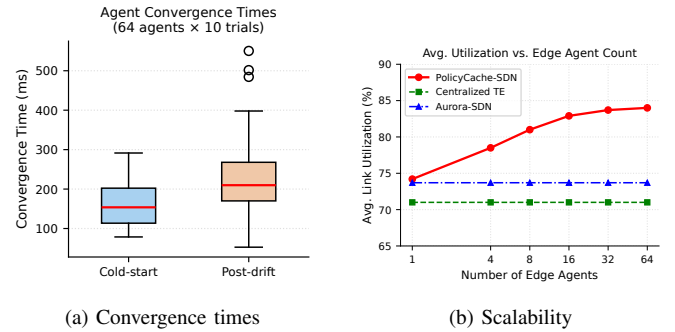 Agent Convergence Times
(64 agents × 10 trials)
Convergence Time (ms)
500
400
300
200
100
Cold-start
Post-drift
(a) Convergence times
Avg. Utilization vs. Edge Agent Count
Avg. Link Utilization (%)
90
85
80
75
70
65
PolicyCache-SDN
Centralized TE
Aurora-SDN
1
4
8
16
32
64
Number of Edge Agents
(b) Scalability